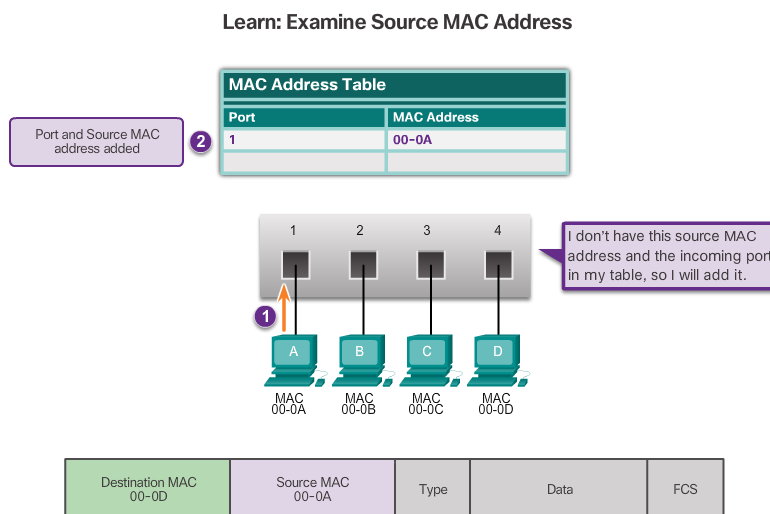 Learn: Examine Source MAC Address
MAC Address Table
Port MAC Address
1 00-0A
Port and Source MAC
address added
2
1 2 3 4
I don't have this source MAC
address and the incoming port
in my table, so I will add it.
1
A B C D
MAC MAC MAC MAC
00-0A 00-0B 00-0C 00-0D
Destination MAC
00-0D
Source MAC
00-0A
Type
Data
FCS